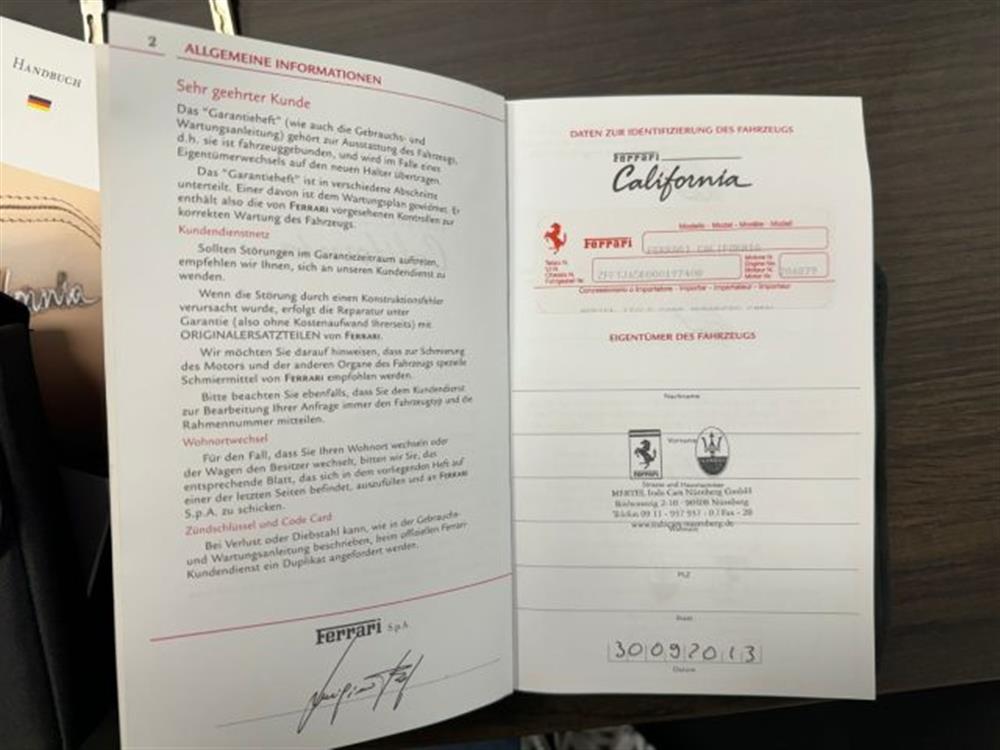 HANDBUCH
2
ALLGEMEINE INFORMATIONEN
Sehr geehrter Kunde
Das "Garantieheft" (wie auch die Gebrauchs- und
Wartungsanleitung) gehört zur Ausstattung des Fahrzeugs,
d.h. sie ist fahrzeuggebunden, und wird im Falle eines
Eigentümerwechsels auf den neuen Halter übertragen.
Das "Garantieheft" ist in verschiedene Abschnitte
unterteilt. Einer davon ist dem Wartungsplan gewidmet. Er
enthält also die von FERRARI vorgesehenen Kontrollen zur
korrekten Wartung des Fahrzeugs.
Kundendienstnetz
Sollten Störungen im Garantiezeitraum auftreten,
empfehlen wir Ihnen, sich an unseren Kundendienst zu
wenden.
Wenn die Störung durch einen Konstruktionsfehler
verursacht wurde, erfolgt die Reparatur unter
Garantie (also ohne Kostenaufwand Ihrerseits) mit
ORIGINALERSATZTEILEN von FERRARI.
Wir möchten Sie darauf hinweisen, dass zur Schmierung
des Motors und der anderen Organe des Fahrzeugs spezielle
Schmiermittel von FERRARI empfohlen werden.
Bitte beachten Sie ebenfalls, dass Sie dem Kundendienst
zur Bearbeitung Ihrer Anfrage immer den Fahrzeugtyp und die
Rahmennummer mitteilen.
Wohnortwechsel
Für den Fall, dass Sie Ihren Wohnort wechseln oder
der Wagen den Besitzer wechselt, bitten wir Sie, das
entsprechende Blatt, das sich in dem vorliegenden Heft auf
einer der letzten Seiten befindet, auszufüllen und an FERRARI
S.p.A. zu schicken.
Zündschlüssel und Code Card
Bei Verlust oder Diebstahl kann, wie in der Gebrauchs-
und Wartungsanleitung beschrieben, beim offiziellen Ferrari
Kundendienst ein Duplikat angefordert werden.
Ferrari S.p.A.
DATEN ZUR IDENTIFIZIERUNG DES FAHRZEUGS
Ferrari
California
Modello - Model - Modèle - Modell
Ferrari
FERRARI CALIFORNIA
Concessionario o Importatore - Importer - Importateur - Importeur
EIGENTÜMER DES FAHRZEUGS
Nachname
Vorname
Strasse und Hausnummer
MERTEL Italo Cars Nürnberg GmbH
Nürnberg
Wohnort
PLZ
Staat
30092013
Datum